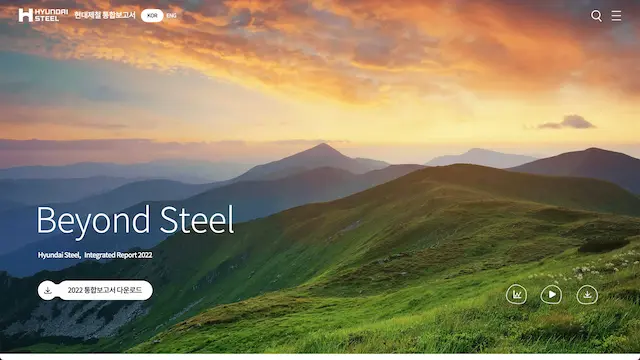 HYUNDAI
STEEL
현대제철 통합보고서
KOR
ENG
Beyond Steel
Hyundai Steel, Integrated Report 2022
2022 통합보고서 다운로드